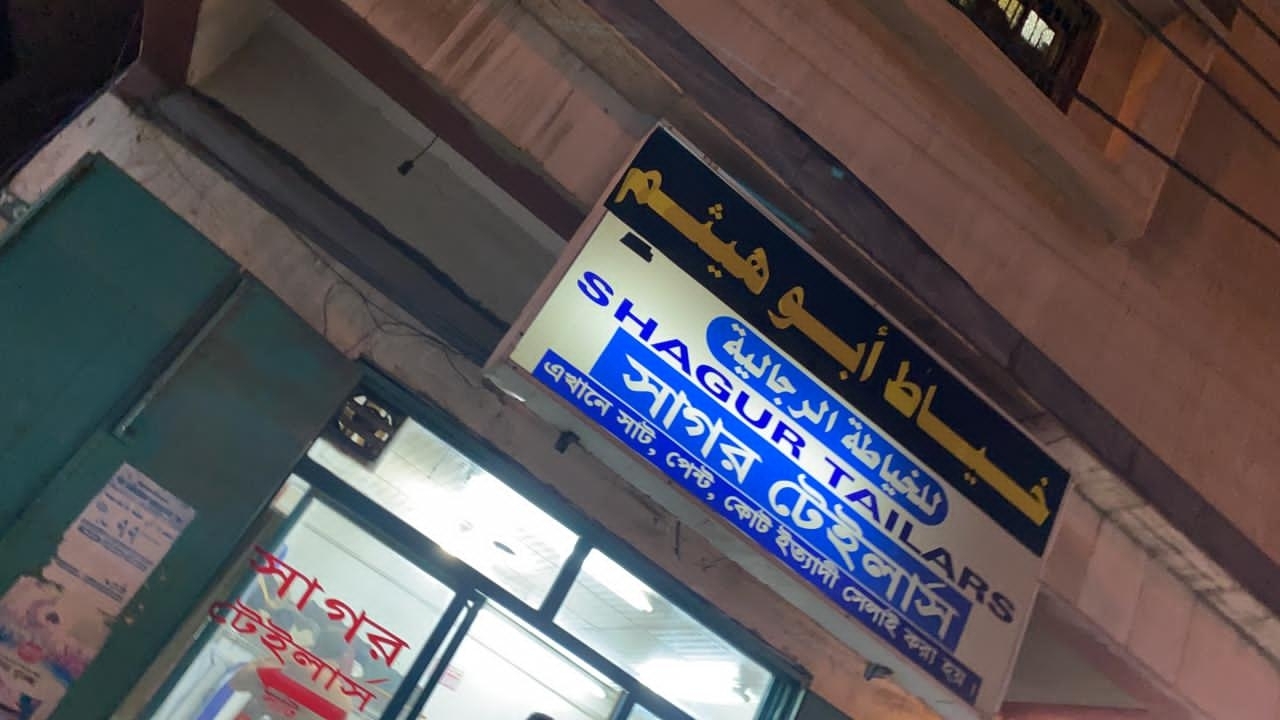 خياط أبو هيثم
للخياطة الرجالية
SHAGUR TAILARS
সাগর টেইলার্স
এখানে সার্ট, পেন্ট, কোট ইত্যাদী সেলাই করা হয়।
সাগর
টেইলার্স